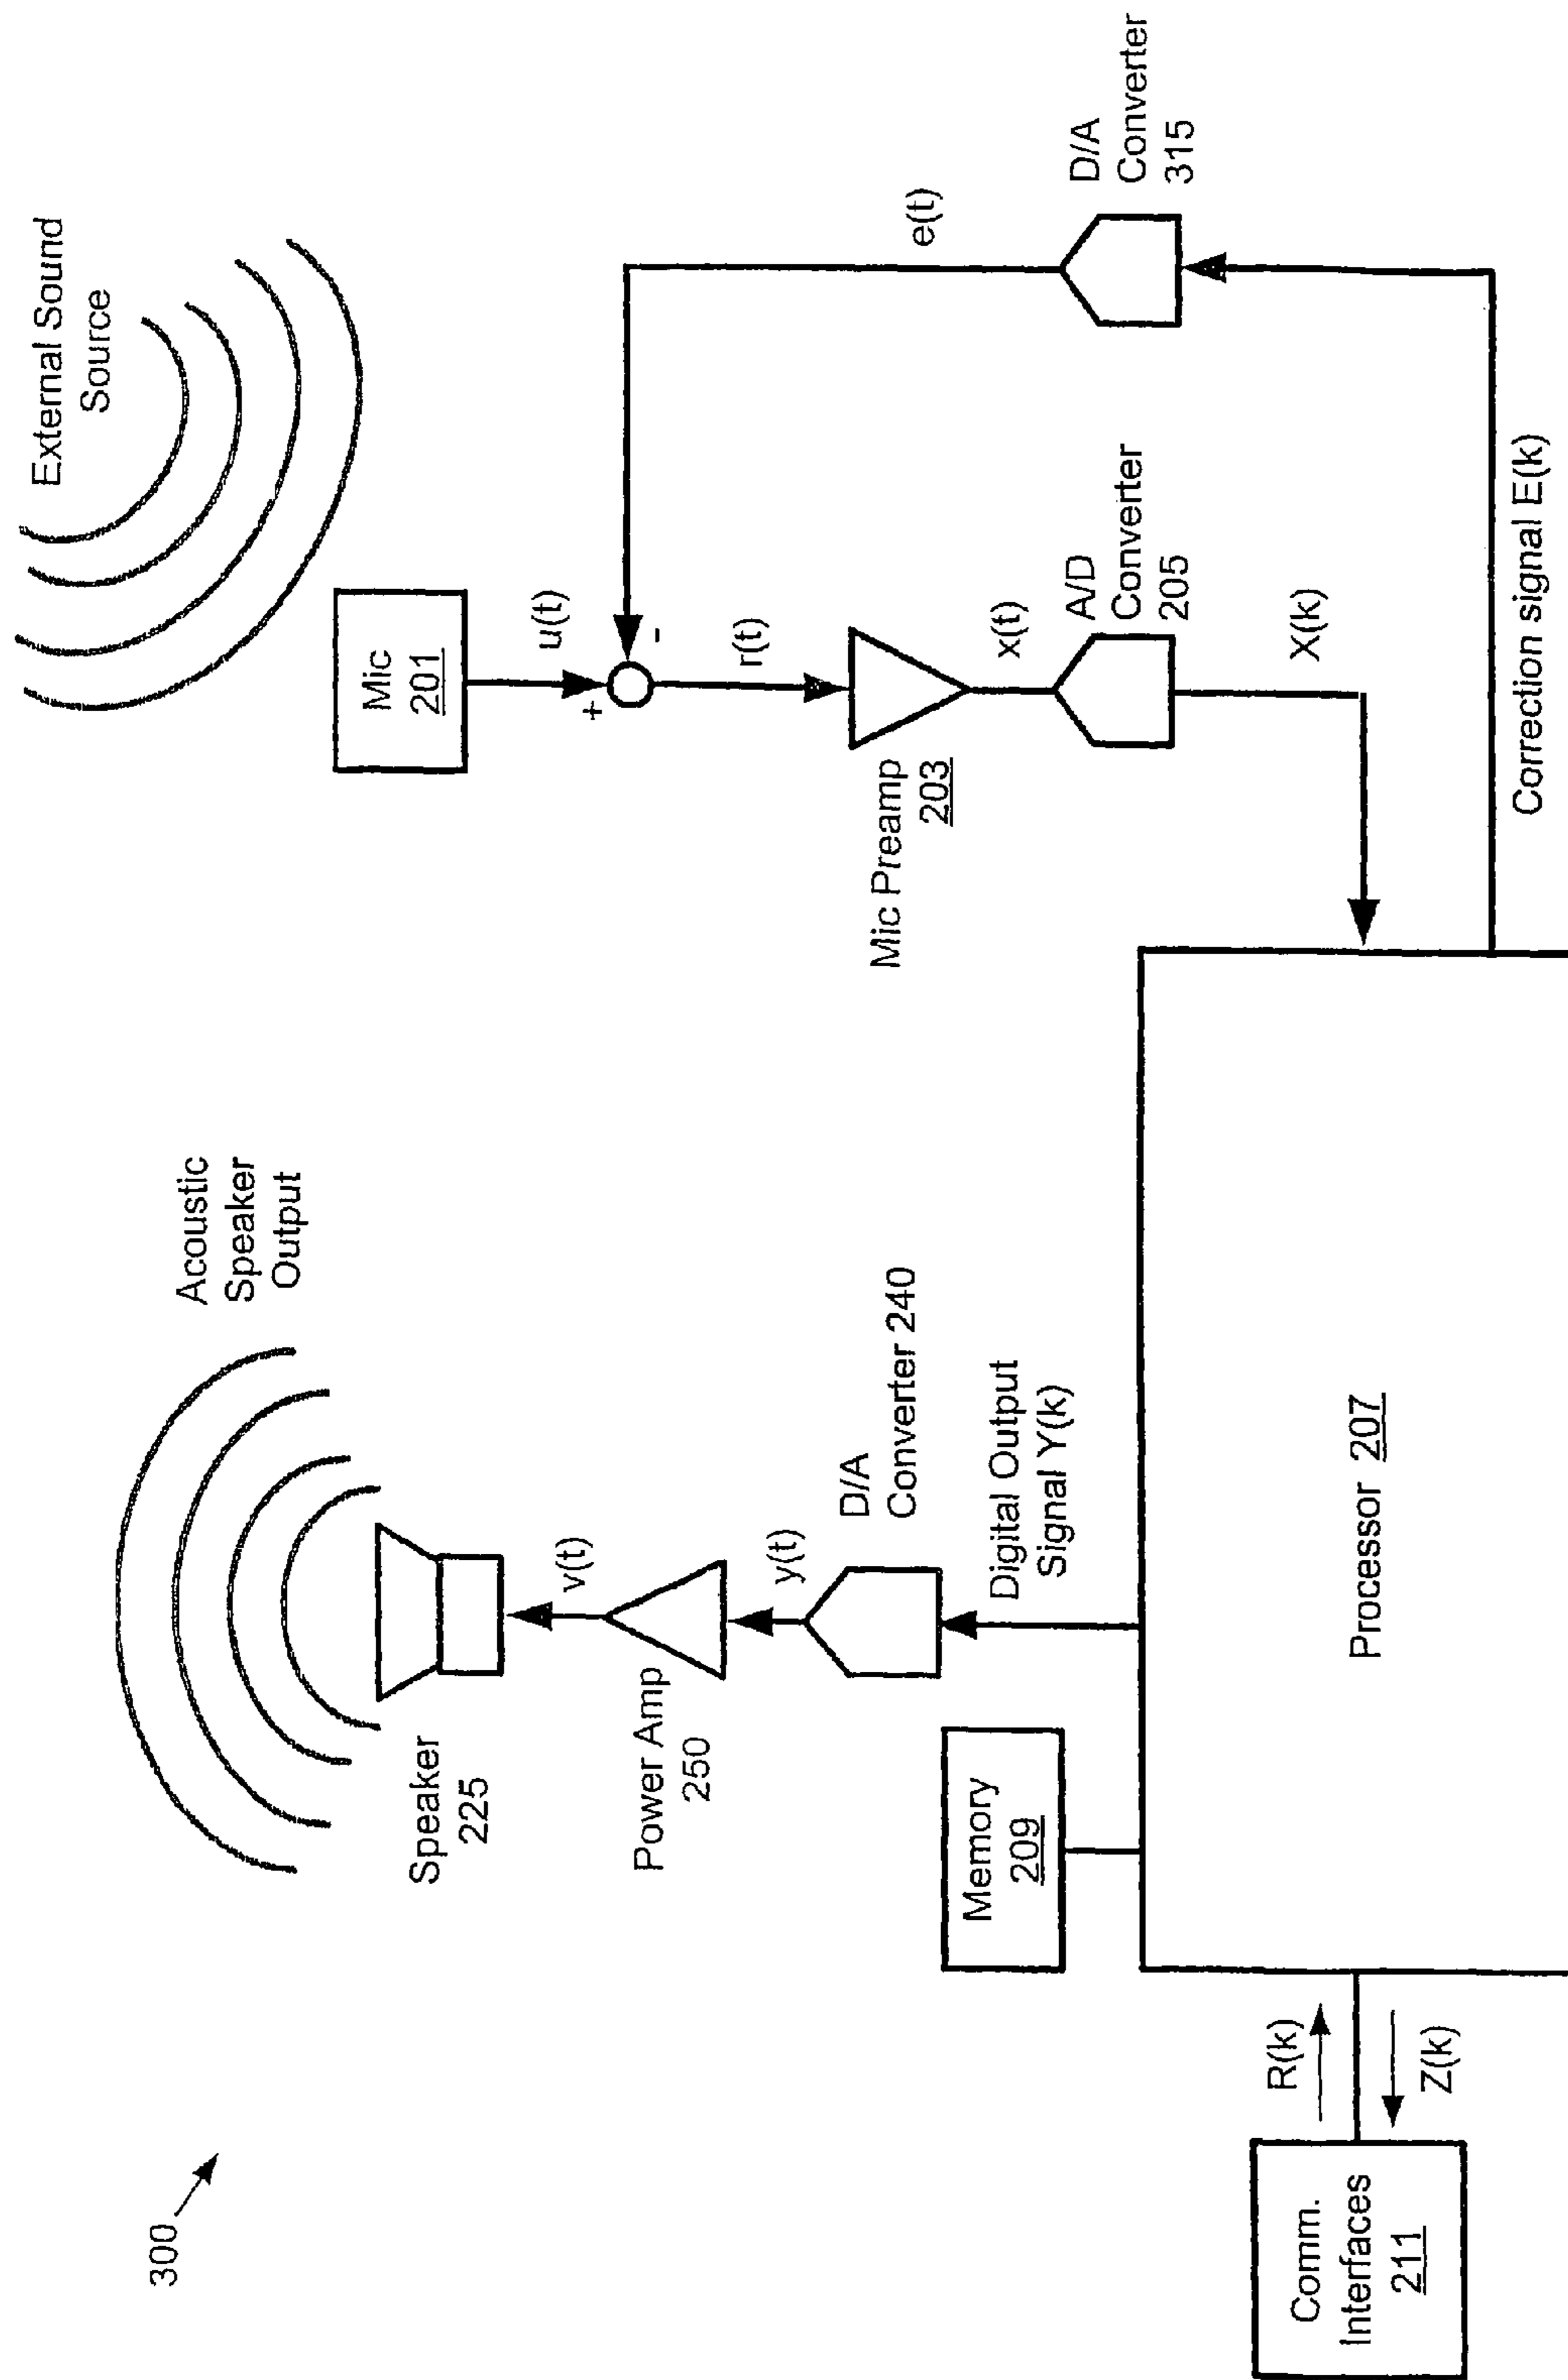 300
External Sound
Source
Acoustic
Speaker
Output
Mic
201
u(t)
+
-
e(t)
r(t)
Speaker
225
v(t)
Power Amp
250
y(t)
D/A
Converter 240
Mic Preamp
203
x(t)
A/D
Converter
205
D/A
Converter
315
Memory
209
Digital Output
Signal Y(k)
X(k)
Comm.
Interfaces
211
R(k)
Z(k)
Processor 207
Correction signal E(k)